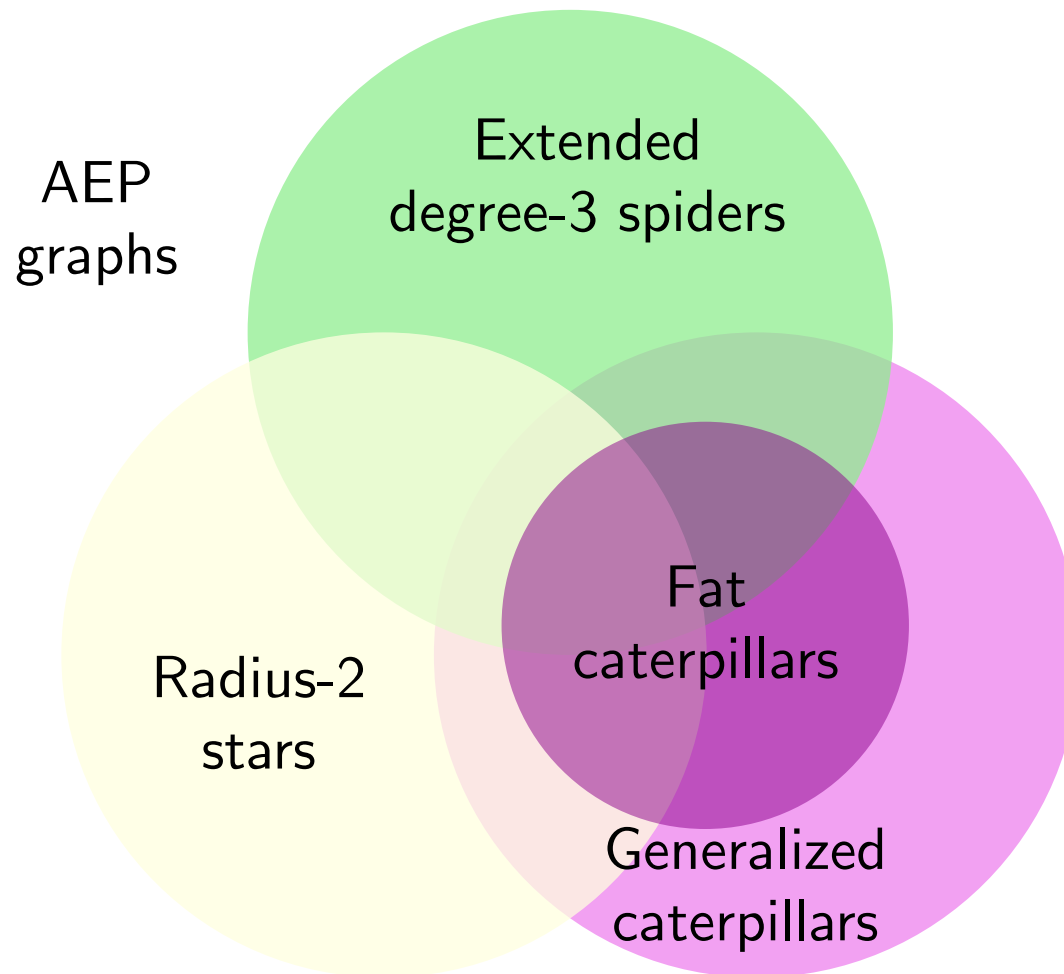 Extended
degree-3 spiders
AEP
graphs
Fat
caterpillars
Radius-2
stars
Generalized
caterpillars